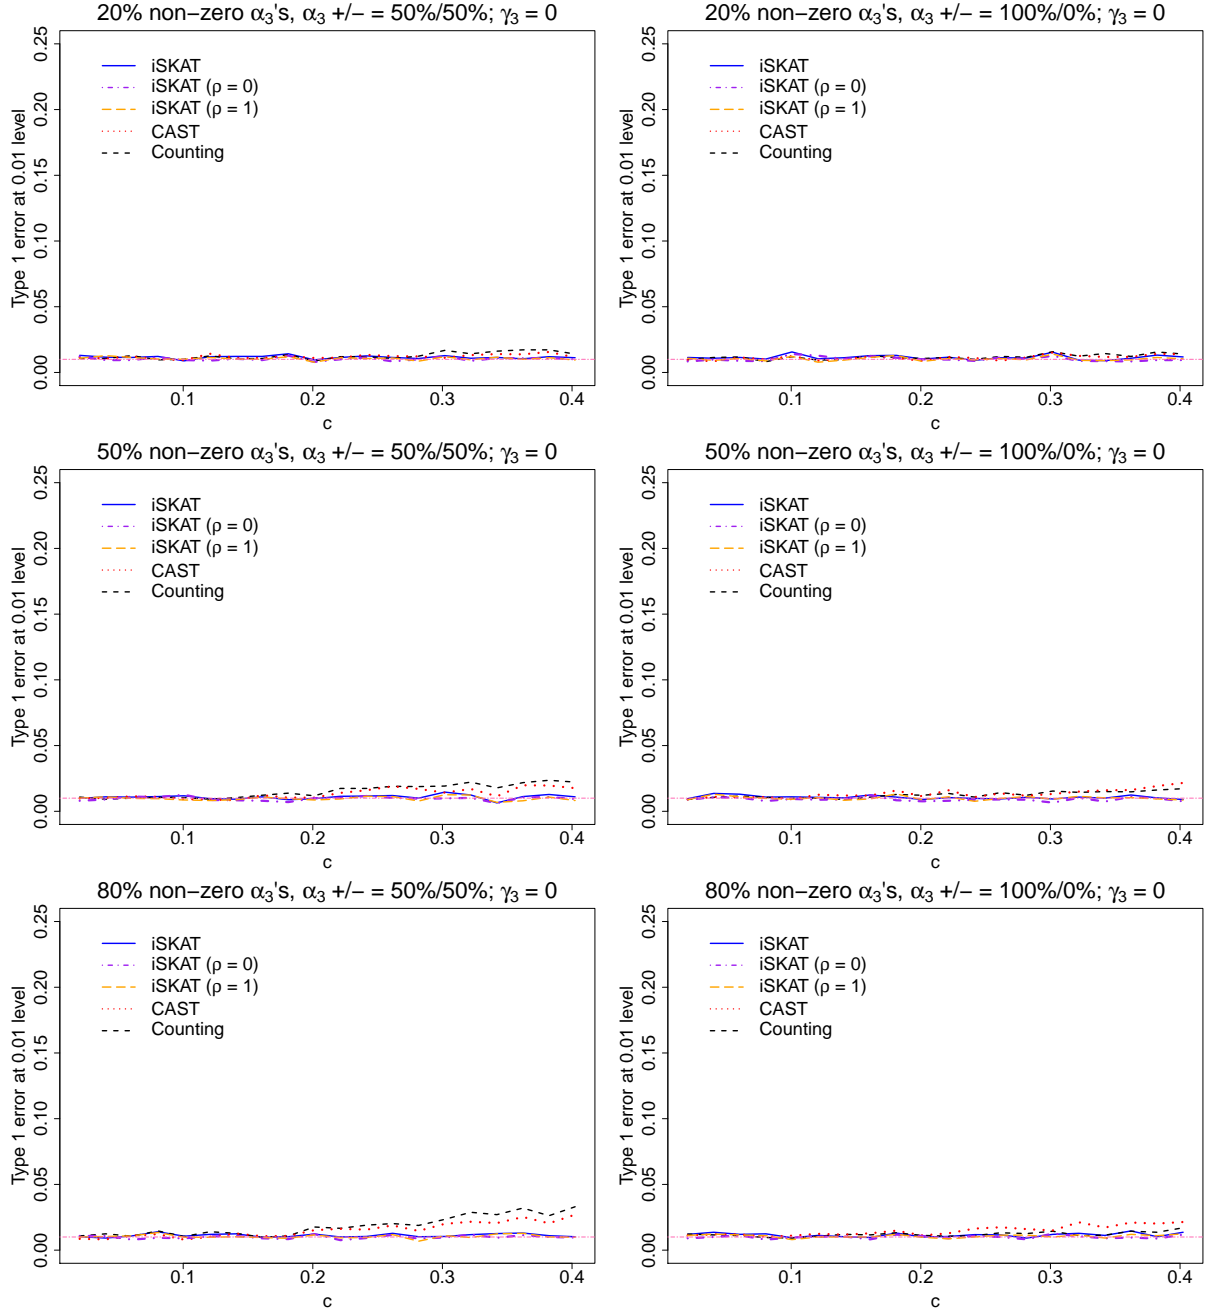 20% non−zero α3's, α3 +/− = 50%/50%; γ3 = 0
Type 1 error at 0.01 level
0.00 0.05 0.10 0.15 0.20 0.25
iSKAT
iSKAT (ρ = 0)
iSKAT (ρ = 1)
CAST
Counting
0.1 0.2 0.3 0.4
c
20% non−zero α3's, α3 +/− = 100%/0%; γ3 = 0
Type 1 error at 0.01 level
0.00 0.05 0.10 0.15 0.20 0.25
iSKAT
iSKAT (ρ = 0)
iSKAT (ρ = 1)
CAST
Counting
0.1 0.2 0.3 0.4
c
50% non−zero α3's, α3 +/− = 50%/50%; γ3 = 0
Type 1 error at 0.01 level
0.00 0.05 0.10 0.15 0.20 0.25
iSKAT
iSKAT (ρ = 0)
iSKAT (ρ = 1)
CAST
Counting
0.1 0.2 0.3 0.4
c
50% non−zero α3's, α3 +/− = 100%/0%; γ3 = 0
Type 1 error at 0.01 level
0.00 0.05 0.10 0.15 0.20 0.25
iSKAT
iSKAT (ρ = 0)
iSKAT (ρ = 1)
CAST
Counting
0.1 0.2 0.3 0.4
c
80% non−zero α3's, α3 +/− = 50%/50%; γ3 = 0
Type 1 error at 0.01 level
0.00 0.05 0.10 0.15 0.20 0.25
iSKAT
iSKAT (ρ = 0)
iSKAT (ρ = 1)
CAST
Counting
0.1 0.2 0.3 0.4
c
80% non−zero α3's, α3 +/− = 100%/0%; γ3 = 0
Type 1 error at 0.01 level
0.00 0.05 0.10 0.15 0.20 0.25
iSKAT
iSKAT (ρ = 0)
iSKAT (ρ = 1)
CAST
Counting
0.1 0.2 0.3 0.4
c